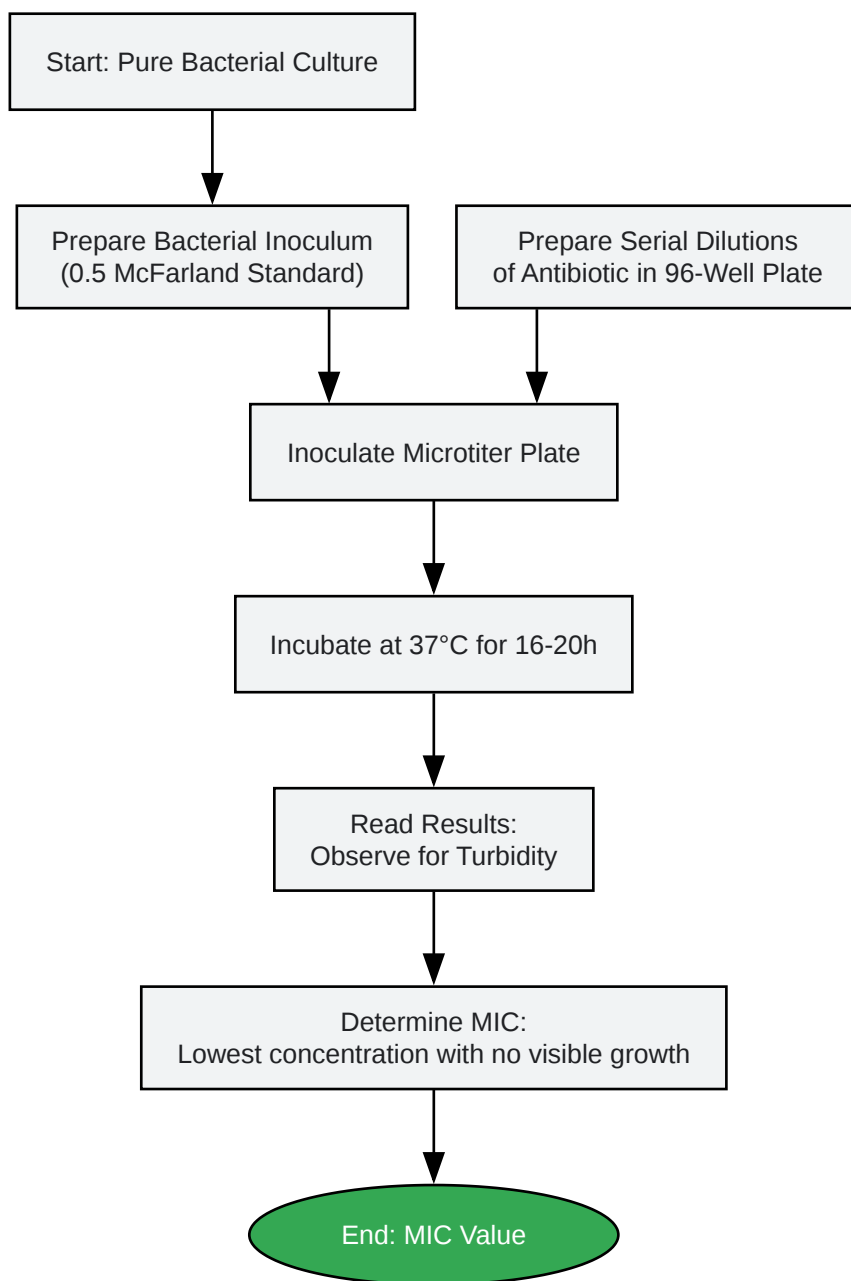 Start: Pure Bacterial Culture
Prepare Bacterial Inoculum
(0.5 McFarland Standard)
Prepare Serial Dilutions
of Antibiotic in 96-Well Plate
Inoculate Microtiter Plate
Incubate at 37°C for 16-20h
Read Results:
Observe for Turbidity
Determine MIC:
Lowest concentration with no visible growth
End: MIC Value